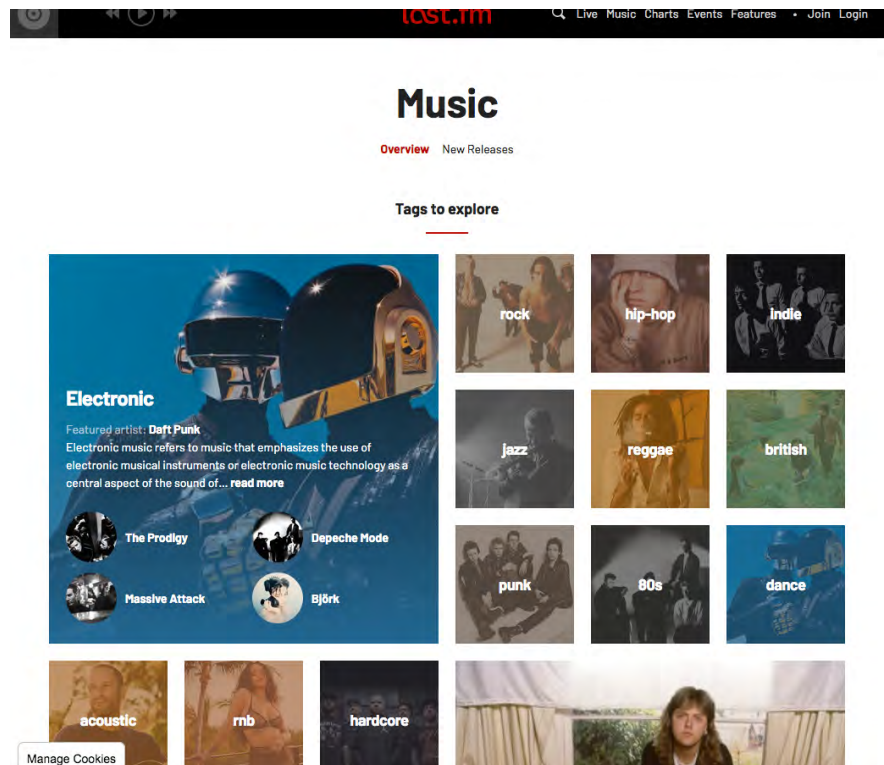 last.fm
Live Music Charts Events Features • Join Login
Music
Overview New Releases
Tags to explore
rock
hip-hop
indie
Electronic
Featured artist: Daft Punk
Electronic music refers to music that emphasizes the use of
electronic musical instruments or electronic music technology as a
central aspect of the sound of... read more
jazz
reggae
british
The Prodigy
Depeche Mode
Massive Attack
Björk
punk
80s
dance
acoustic
rnb
hardcore
Manage Cookies